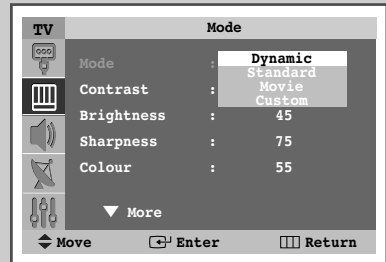 TV Mode
Mode : Dynamic
Standard
Contrast : Movie
Custom
Brightness : 45
Sharpness : 75
Colour : 55
▼ More
Move Enter Return